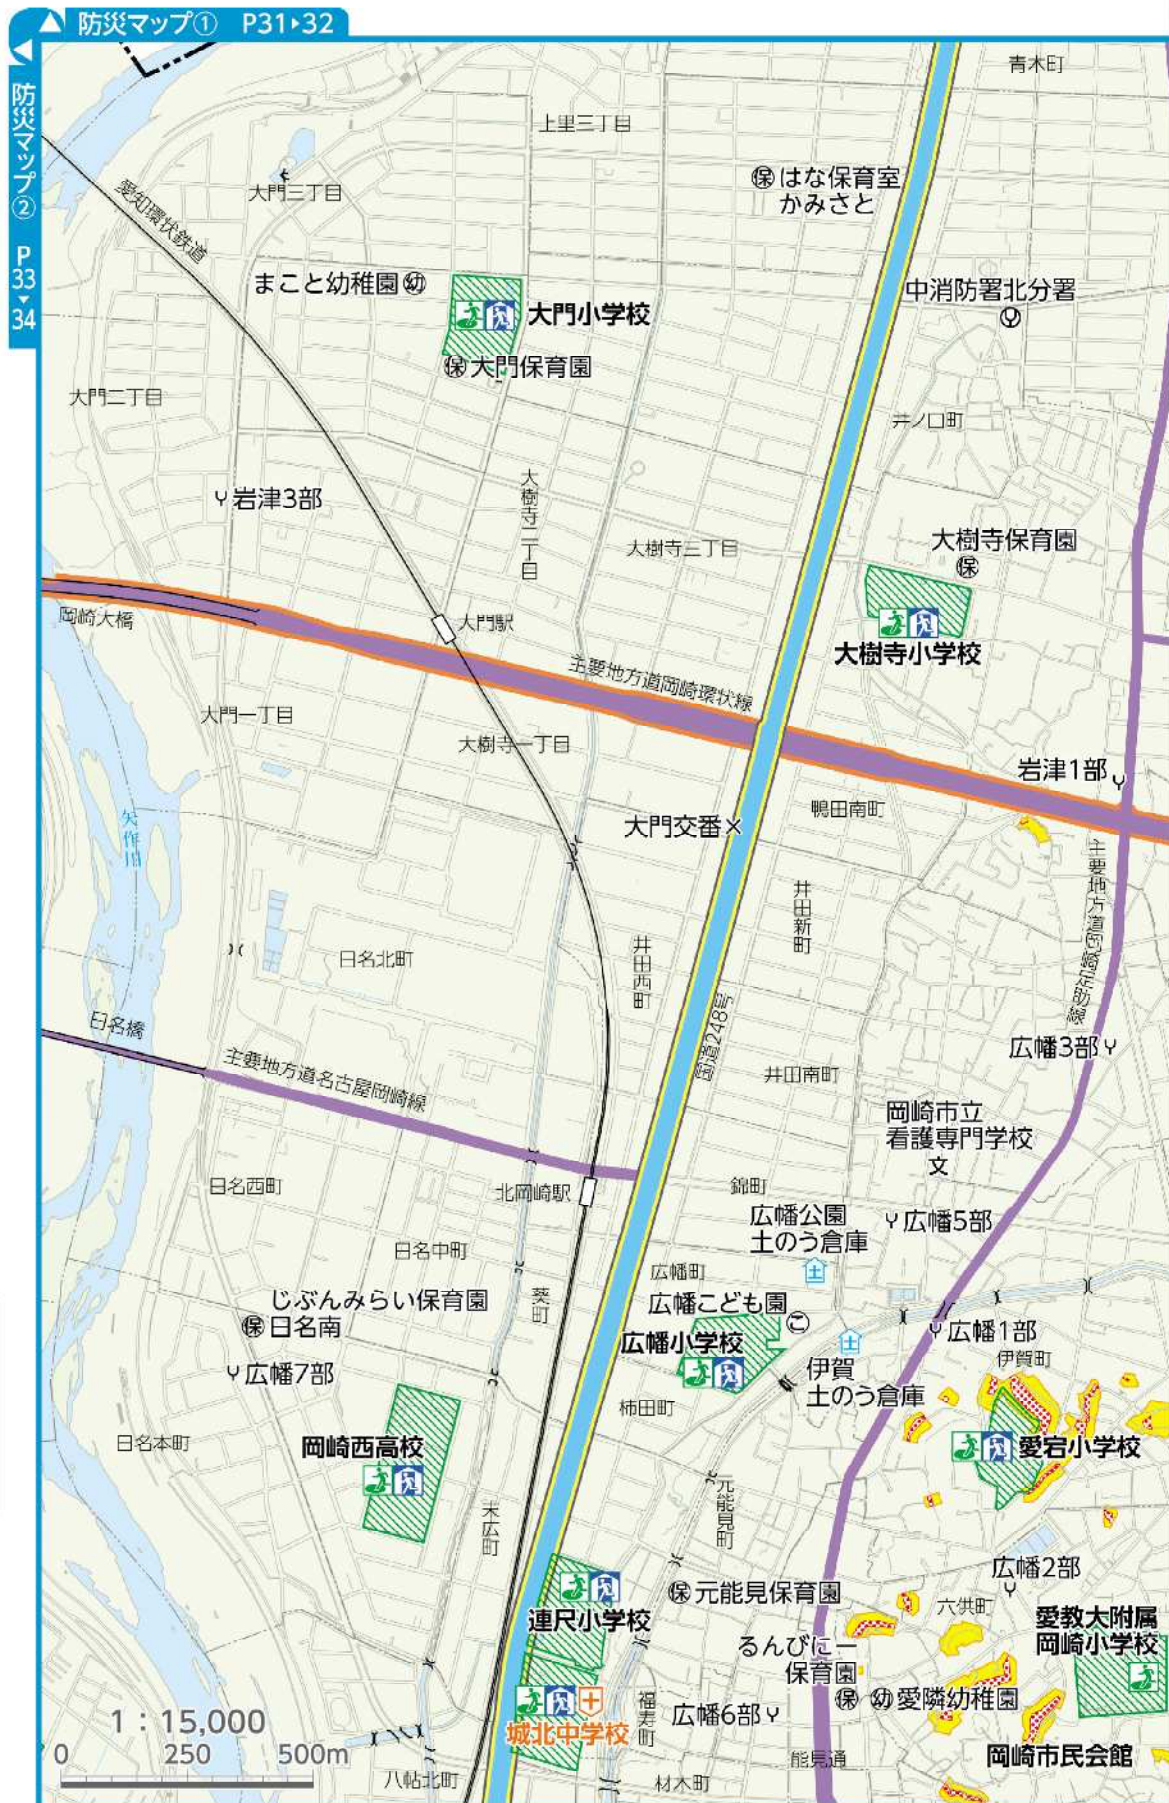 防災マップ① P31▸32
防災マップ② P33▸34
青木町
上里三丁目
保はな保育室
かみさと
大門三丁目
愛知環状鉄道
まこと幼稚園幼
中消防署北分署
大門小学校
保大門保育園
大門二丁目
井ノ口町
岩津3部
大樹寺二丁目
大樹寺三丁目
大樹寺保育園
保
岡崎大橋
大門駅
大樹寺小学校
主要地方道岡崎環状線
大門一丁目
大樹寺一丁目
岩津1部
鴨田南町
大門交番
矢作川
主要地方道岡崎足助線
井田新町
井田西町
日名北町
国道248号
日名橋
広幡3部
主要地方道名古屋岡崎線
井田南町
岡崎市立
看護専門学校
文
日名西町
北岡崎駅
錦町
広幡公園
土のう倉庫
土
広幡5部
日名中町
広幡町
じぶんみらい保育園
保日名南
葵町
広幡こども園
こ
広幡小学校
広幡1部
土
伊賀町
伊賀
土のう倉庫
広幡7部
柿田町
日名本町
岡崎西高校
愛宕小学校
元能見町
末広町
広幡2部
保元能見保育園
六供町
連尺小学校
愛教大附属
岡崎小学校
るんびにー
保育園
保
幼愛隣幼稚園
福寿町
広幡6部
城北中学校
1：15,000
0 250 500m
岡崎市民会館
能見通
八帖北町
材木町